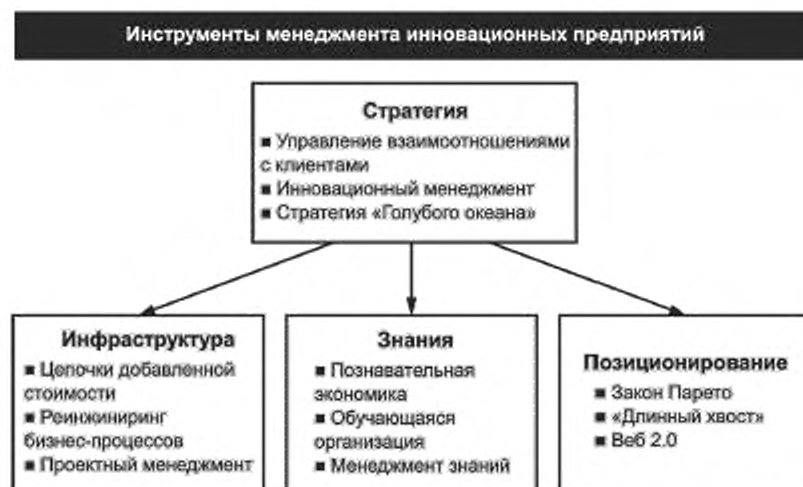 Инструменты менеджмента инновационных предприятий
Стратегия
■ Управление взаимоотношениями
с клиентами
■ Инновационный менеджмент
■ Стратегия «Голубого океана»
Инфраструктура
■ Цепочки добавленной
стоимости
■ Реинжиниринг
бизнес-процессов
■ Проектный менеджмент
Знания
■ Познавательная
экономика
■ Обучающаяся
организация
■ Менеджмент знаний
Позиционирование
■ Закон Парето
■ «Длинный хвост»
■ Веб 2.0